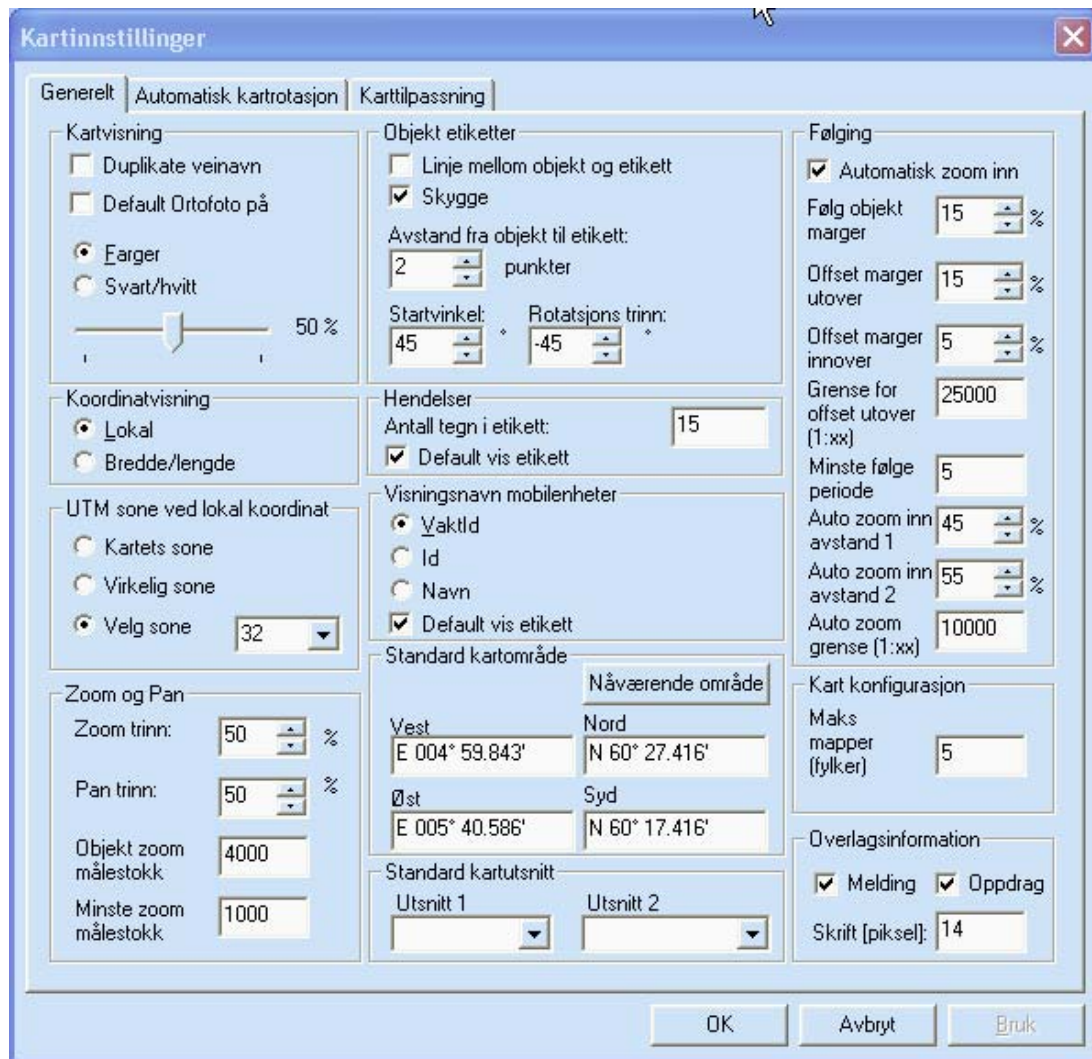 Kartinnstillinger
Generelt
Automatisk kartrotasjon
Karttilpassning
Kartvisning
Duplikate veinavn
Default Ortofoto på
Farger
Svart/hvitt
50 %
Koordinatvisning
Lokal
Bredde/lengde
UTM sone ved lokal koordinat
Kartets sone
Virkelig sone
Velg sone
32
Zoom og Pan
Zoom trinn:
50
%
Pan trinn:
50
%
Objekt zoom
målestokk
4000
Minste zoom
målestokk
1000
Objekt etiketter
Linje mellom objekt og etikett
Skygge
Avstand fra objekt til etikett:
2
punkter
Startvinkel:
45
°
Rotatsjons trinn:
-45
°
Hendelser
Antall tegn i etikett:
15
Default vis etikett
Visningsnavn mobilenheter
VaktId
Id
Navn
Default vis etikett
Standard kartområde
Nåværende område
Vest
E 004° 59.843'
Nord
N 60° 27.416'
Øst
E 005° 40.586'
Syd
N 60° 17.416'
Standard kartutsnitt
Utsnitt 1
Utsnitt 2
Følging
Automatisk zoom inn
Følg objekt
marger
15
%
Offset marger
utover
15
%
Offset marger
innover
5
%
Grense for
offset utover
(1:xx)
25000
Minste følge
periode
5
Auto zoom inn
avstand 1
45
%
Auto zoom inn
avstand 2
55
%
Auto zoom
grense (1:xx)
10000
Kart konfigurasjon
Maks
mapper
(fylker)
5
Overlagsinformation
Melding
Oppdrag
Skrift [piksel]:
14
OK
Avbryt
Bruk